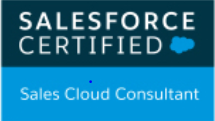 SALESFORCE
CERTIFIED
Sales Cloud Consultant